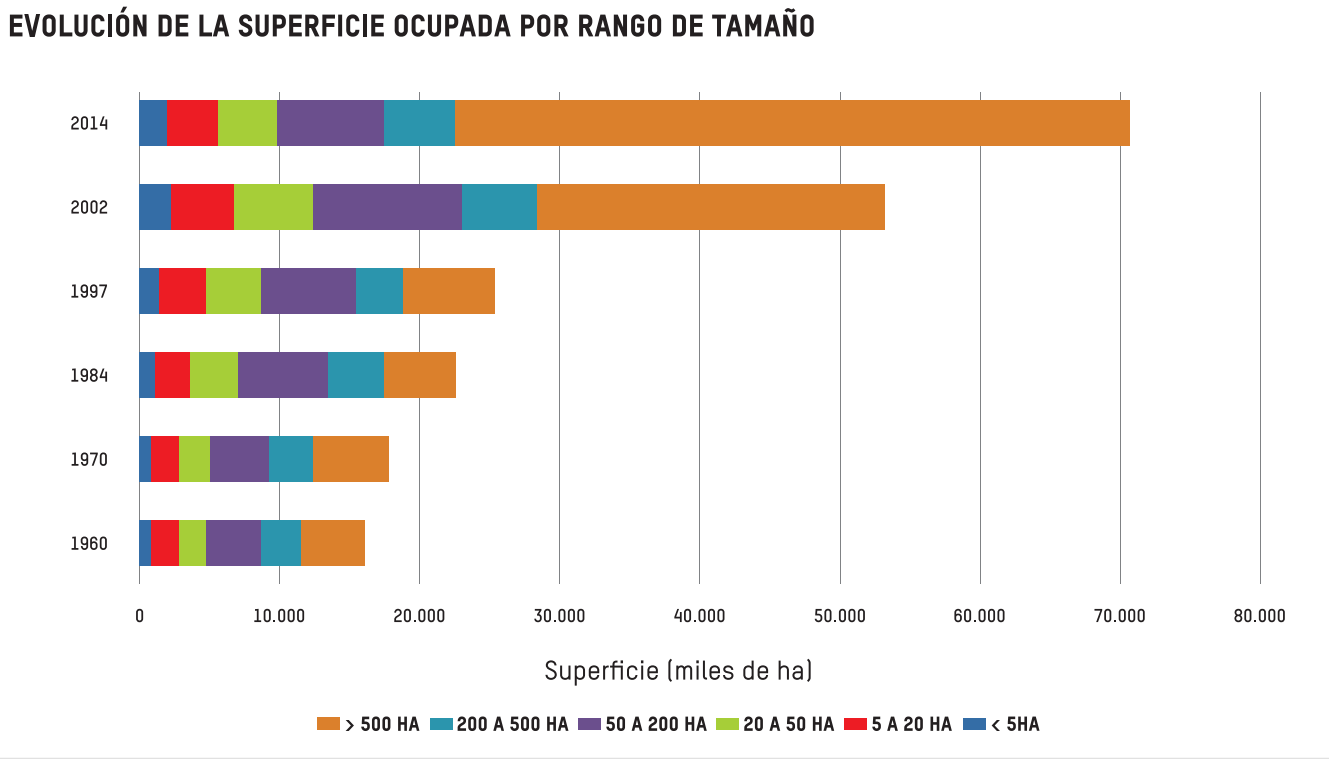 EVOLUCIÓN DE LA SUPERFICIE OCUPADA POR RANGO DE TAMAÑO
2014
2002
1997
1984
1970
1960
0 10.000 20.000 30.000 40.000 50.000 60.000 70.000 80.000
Superficie (miles de ha)
> 500 HA 200 A 500 HA 50 A 200 HA 20 A 50 HA 5 A 20 HA < 5HA